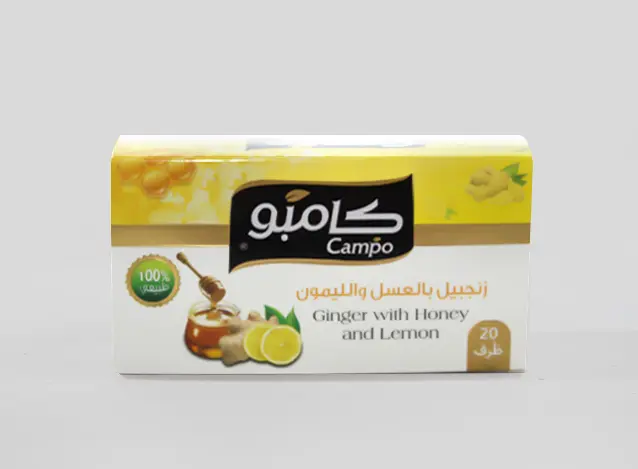 كامبو
Campo
®
100%
طبيعي
زنجبيل بالعسل والليمون
Ginger with Honey
and Lemon
20
ظرف